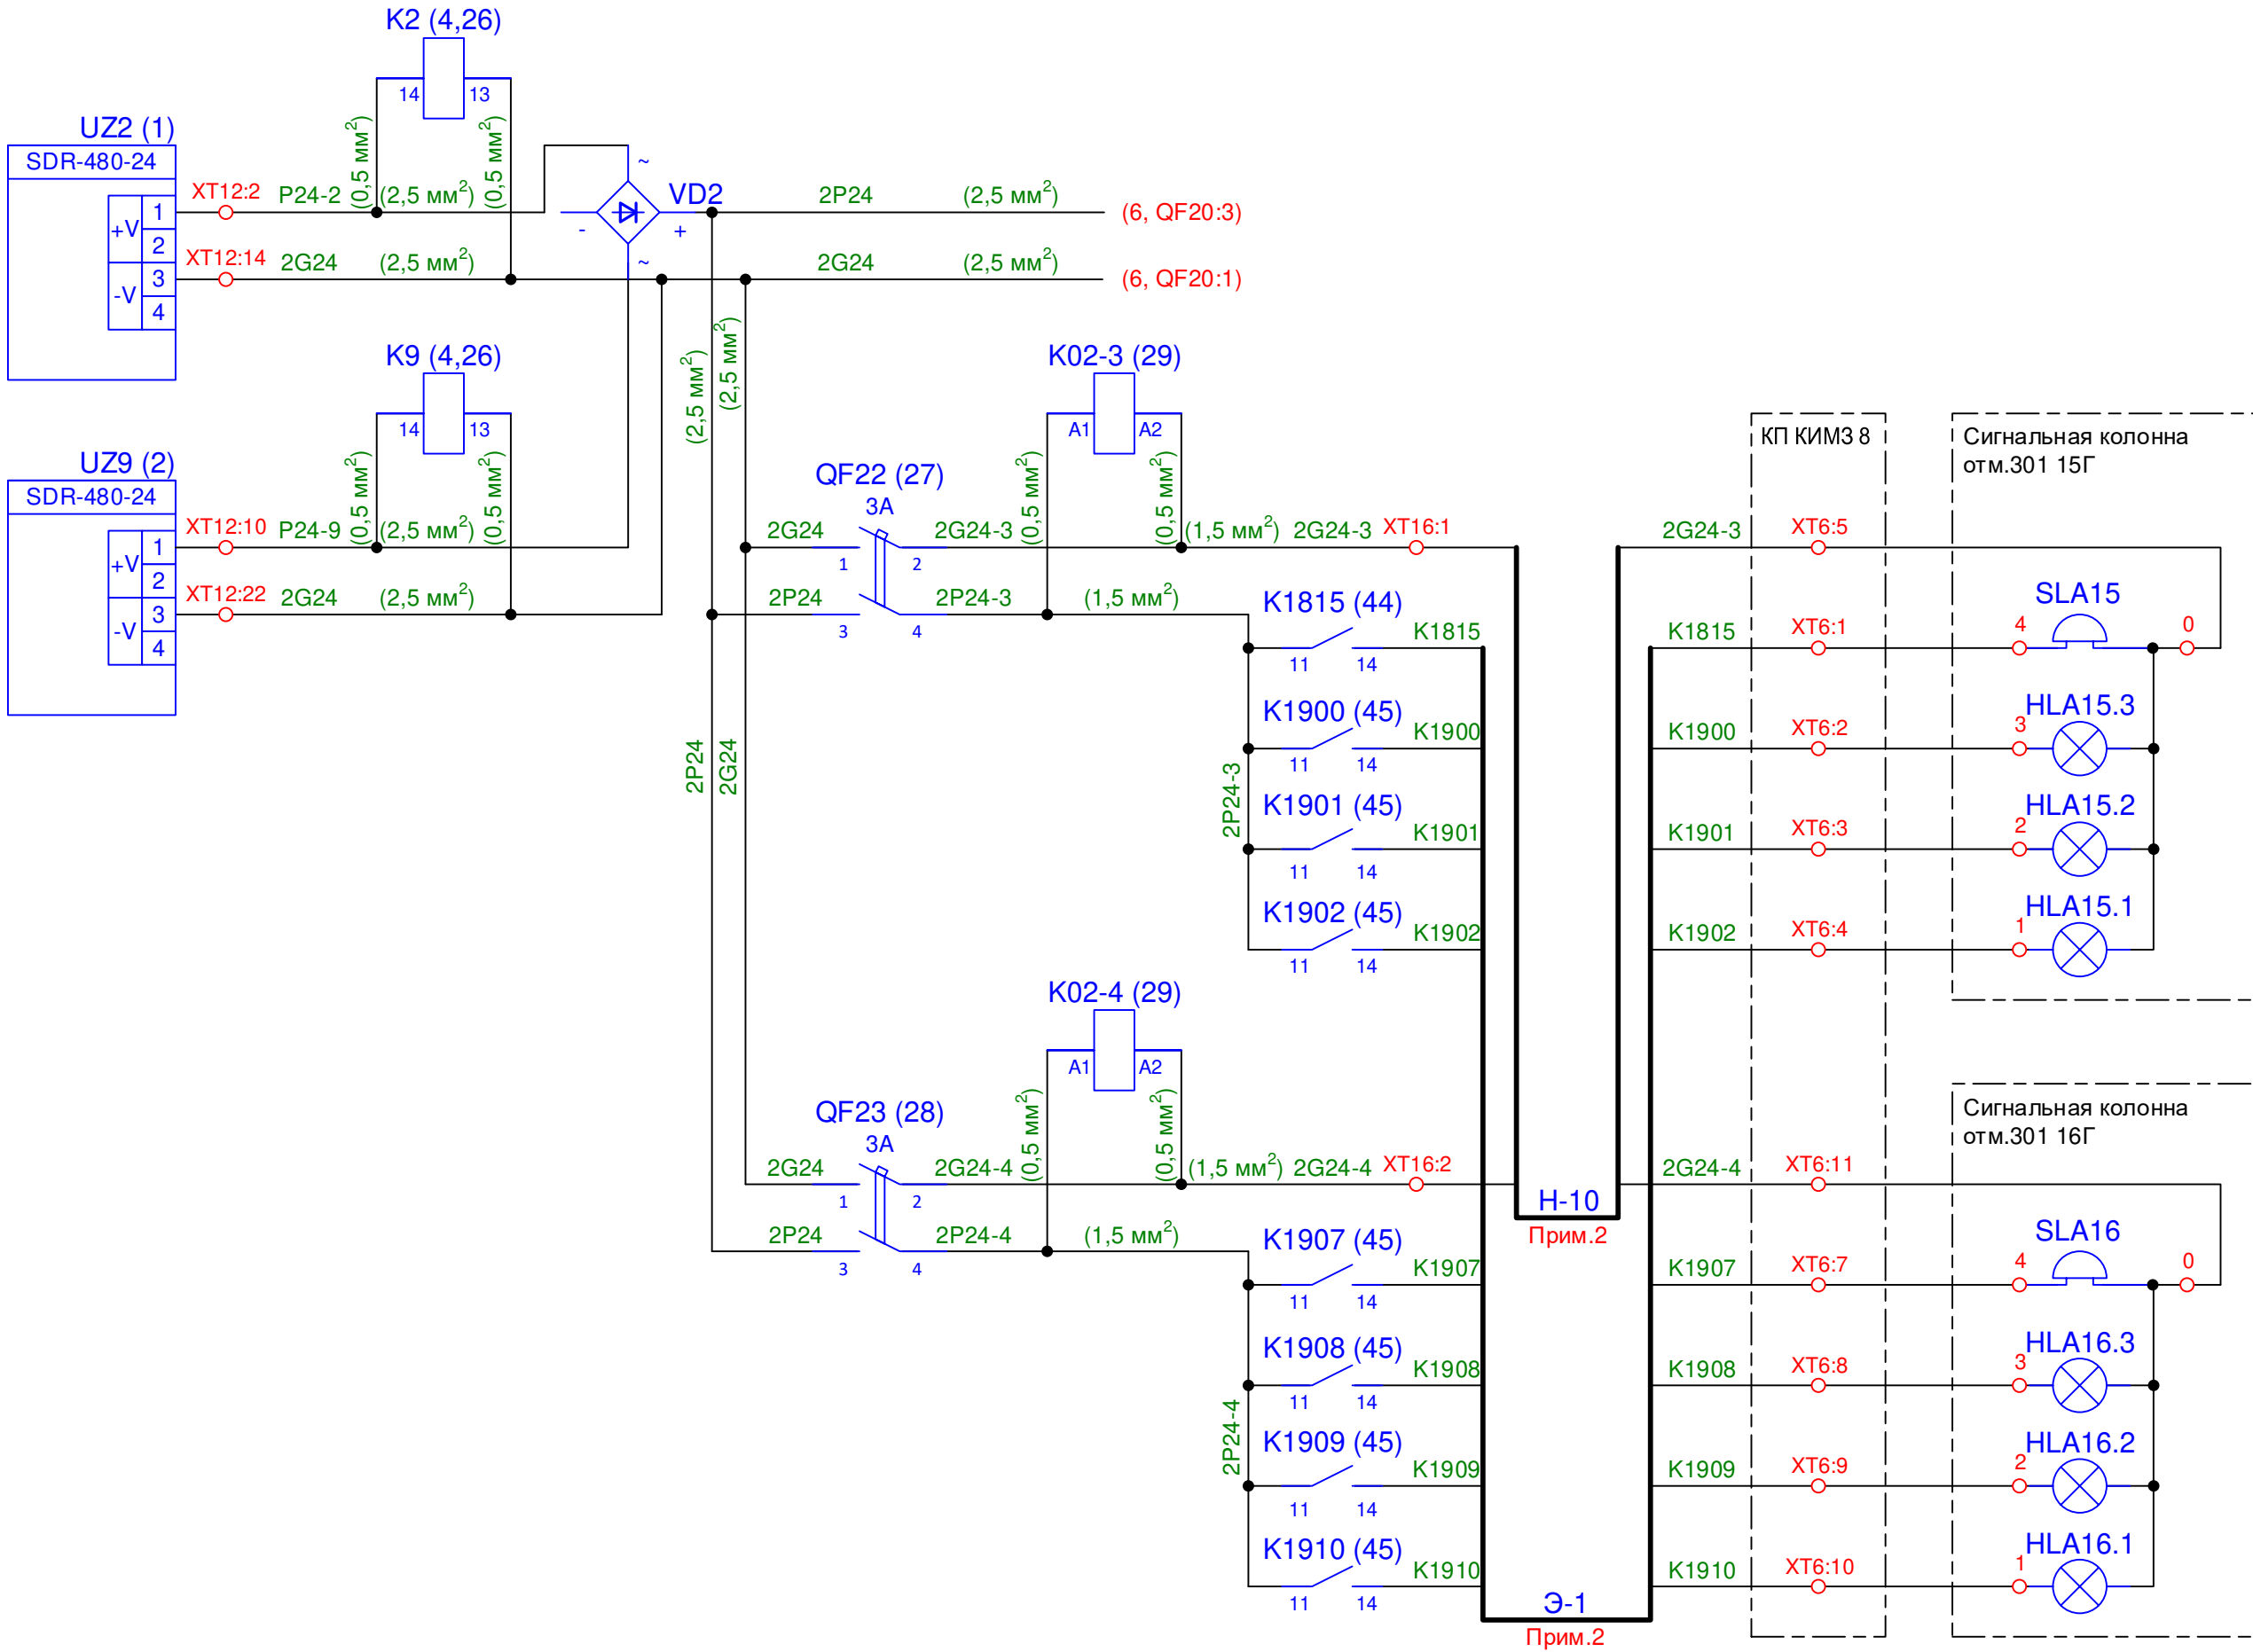 K2 (4,26)
14
13
UZ2 (1)
SDR-480-24
+V
1
2
-V
3
4
XT12:2
P24-2
(0,5 мм²)
(2,5 мм²)
(0,5 мм²)
XT12:14
2G24
(2,5 мм²)
~
VD2
-
+
~
2P24
(2,5 мм²)
(6, QF20:3)
2G24
(2,5 мм²)
(6, QF20:1)
K9 (4,26)
14
13
UZ9 (2)
SDR-480-24
+V
1
2
-V
3
4
XT12:10
P24-9
(0,5 мм²)
(2,5 мм²)
(0,5 мм²)
XT12:22
2G24
(2,5 мм²)
(2,5 мм²)
(2,5 мм²)
2P24
2G24
K02-3 (29)
A1
A2
QF22 (27)
3A
2G24
1
2
2G24-3
(0,5 мм²)
(0,5 мм²)
(1,5 мм²)
2G24-3
XT16:1
2P24
3
4
2P24-3
(1,5 мм²)
K1815 (44)
11
14
K1815
K1900 (45)
11
14
K1900
2P24-3
K1901 (45)
11
14
K1901
K1902 (45)
11
14
K1902
K02-4 (29)
A1
A2
QF23 (28)
3A
2G24
1
2
2G24-4
(0,5 мм²)
(0,5 мм²)
(1,5 мм²)
2G24-4
XT16:2
2P24
3
4
2P24-4
(1,5 мм²)
K1907 (45)
11
14
K1907
K1908 (45)
11
14
K1908
2P24-4
K1909 (45)
11
14
K1909
K1910 (45)
11
14
K1910
Н-10
Прим.2
Э-1
Прим.2
КП КИМЗ 8
Сигнальная колонна
отм.301 15Г
2G24-3
XT6:5
K1815
XT6:1
4
SLA15
0
K1900
XT6:2
3
HLA15.3
K1901
XT6:3
2
HLA15.2
K1902
XT6:4
1
HLA15.1
Сигнальная колонна
отм.301 16Г
2G24-4
XT6:11
K1907
XT6:7
4
SLA16
0
K1908
XT6:8
3
HLA16.3
K1909
XT6:9
2
HLA16.2
K1910
XT6:10
1
HLA16.1